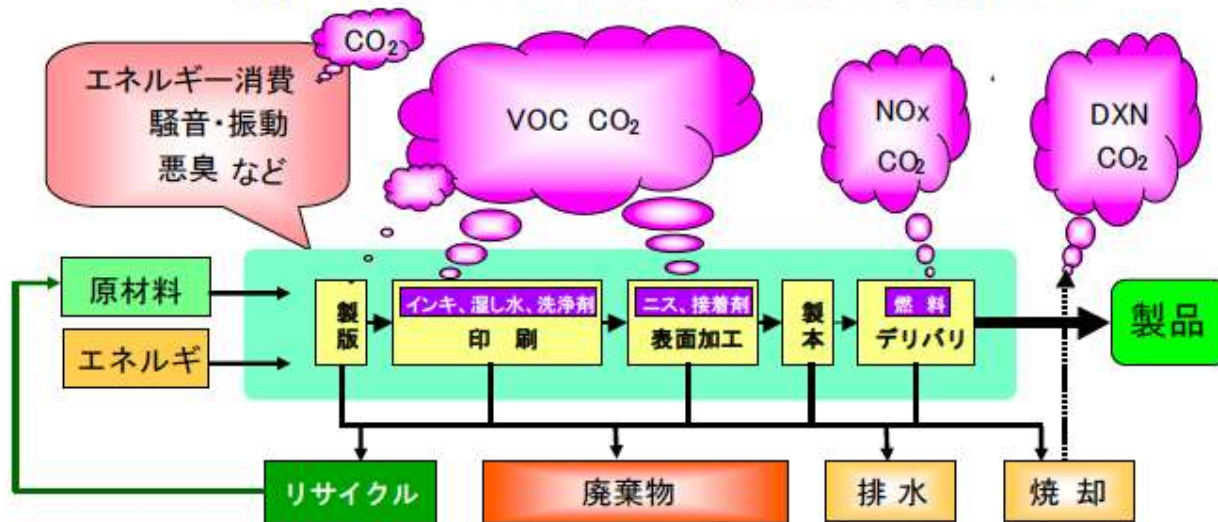 CO₂
エネルギー消費
騒音・振動
悪臭 など
VOC CO₂
NOx
CO₂
DXN
CO₂
原材料
エネルギ
製版
インキ、湿し水、洗浄剤
印 刷
ニス、接着剤
表面加工
製本
燃 料
デリバリ
製品
リサイクル
廃棄物
排 水
焼 却